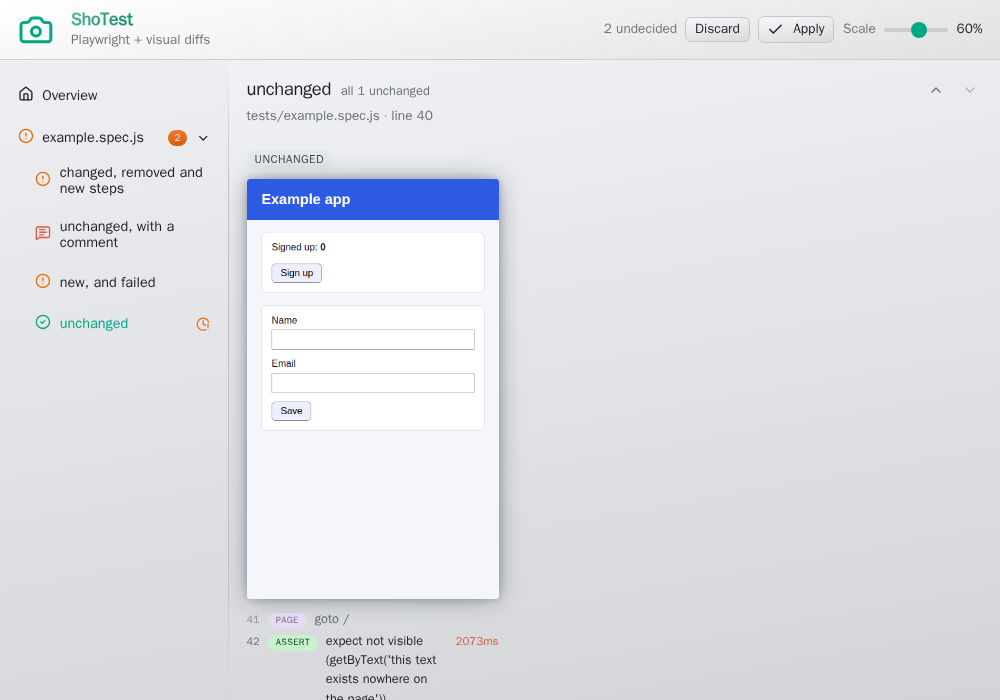 ShoTest
Playwright + visual diffs
2 undecided
Discard
Apply
Scale
60%
Overview
example.spec.js
2
changed, removed and
new steps
unchanged, with a
comment
new, and failed
unchanged
unchanged all 1 unchanged
tests/example.spec.js · line 40
UNCHANGED
Example app
Signed up: 0
Sign up
Name
Email
Save
41 PAGE goto /
42 ASSERT expect not visible 2073ms
(getByText('this text
exists nowhere on
the page'))